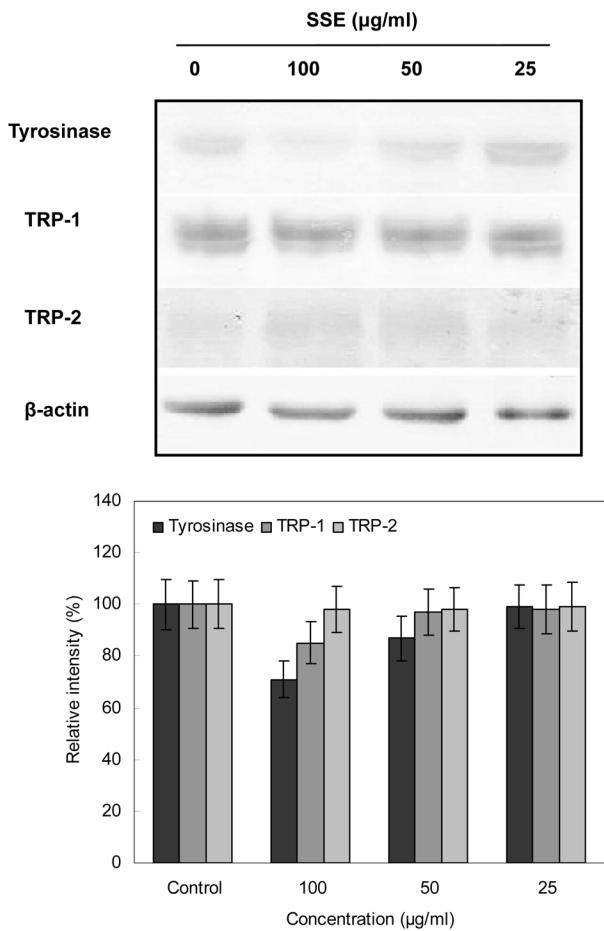 SSE (µg/ml)
0 100 50 25
Tyrosinase
TRP-1
TRP-2
β-actin
140
120
100
80
60
40
20
0
Relative intensity (%)
Tyrosinase TRP-1 TRP-2
Control 100 50 25
Concentration (µg/ml)